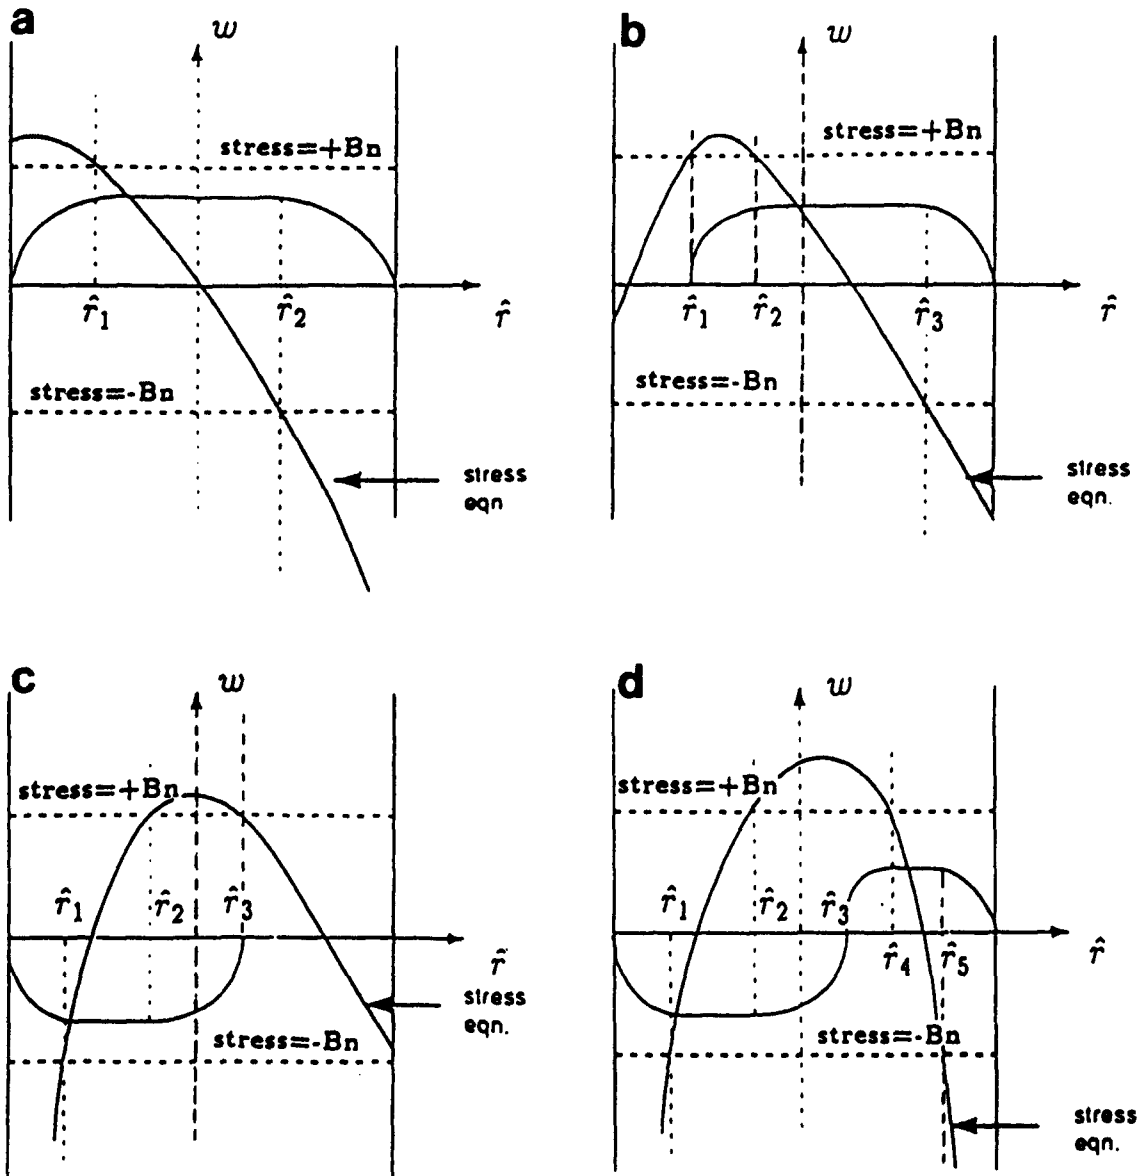 a
w
stress=+Bn
r̂1
r̂2
r̂
stress=-Bn
stress
eqn
b
w
stress=+Bn
r̂1
r̂2
r̂3
r̂
stress=-Bn
stress
eqn.
c
w
stress=+Bn
r̂1
r̂2
r̂3
r̂
stress
eqn.
stress=-Bn
d
w
stress=+Bn
r̂1
r̂2
r̂3
r̂4
r̂5
r̂
stress=-Bn
stress
eqn.